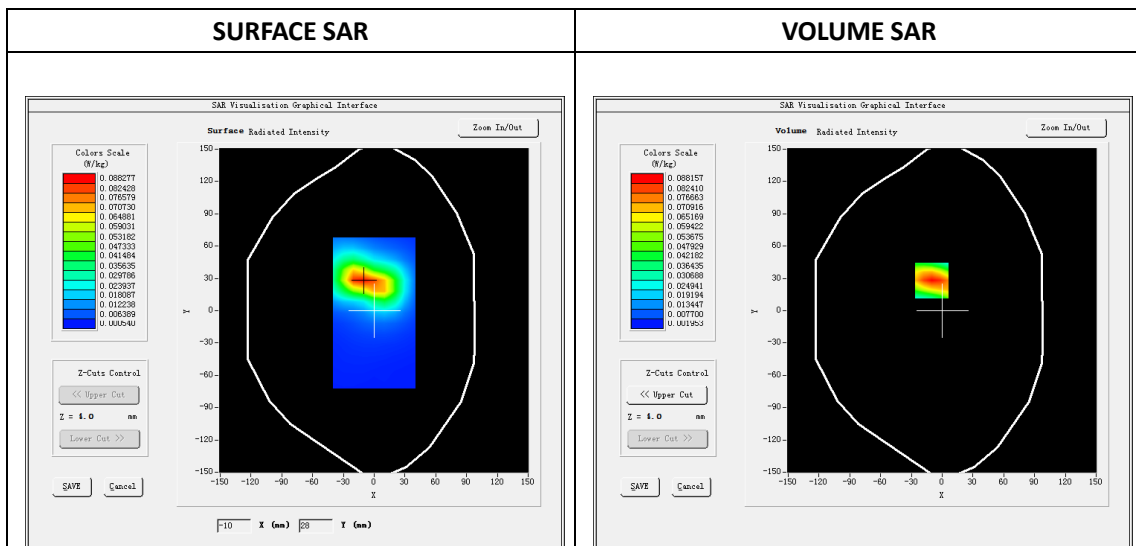 SURFACE SAR
VOLUME SAR
SAR Visualisation Graphical Interface
Surface Radiated Intensity
Zoom In/Out
Colors Scale
(W/kg)
0.088277
0.082428
0.076579
0.070730
0.064881
0.059031
0.053182
0.047333
0.041484
0.035635
0.029786
0.023937
0.018087
0.012238
0.006389
0.000540
150
120
90
60
30
0
-30
-60
-90
-120
-150
Y
-150 -120 -90 -60 -30 0 30 60 90 120 150
X
Z-Cuts Control
<< Upper Cut
Z = 4.0 mm
Lower Cut >>
SAVE Cancel
-10 X (mm) 28 Y (mm)
SAR Visualisation Graphical Interface
Volume Radiated Intensity
Zoom In/Out
Colors Scale
(W/kg)
0.088157
0.082410
0.076663
0.070916
0.065169
0.059422
0.053675
0.047929
0.042182
0.036435
0.030688
0.024941
0.019194
0.013447
0.007700
0.001953
150
120
90
60
30
0
-30
-60
-90
-120
-150
Y
-150 -120 -90 -60 -30 0 30 60 90 120 150
X
Z-Cuts Control
<< Upper Cut
Z = 4.0 mm
Lower Cut >>
SAVE Cancel